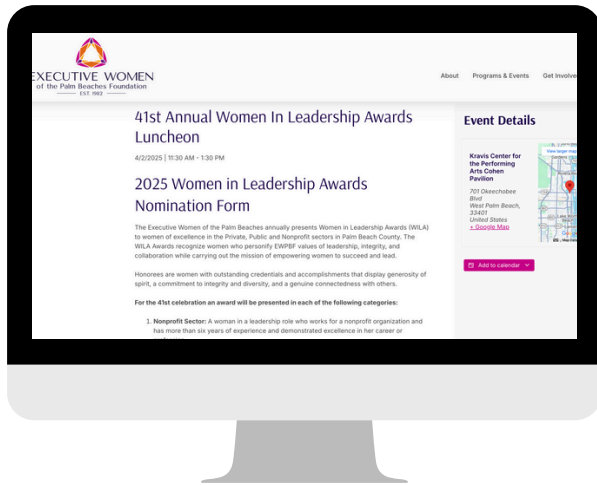 EXECUTIVE WOMEN
of the Palm Beaches Foundation
EST. 1982
About Programs & Events Get Involve
41st Annual Women In Leadership Awards
Luncheon
4/2/2025 | 11:30 AM - 1:30 PM
2025 Women in Leadership Awards
Nomination Form
The Executive Women of the Palm Beaches annually presents Women in Leadership Awards (WILA)
to women of excellence in the Private, Public and Nonprofit sectors in Palm Beach County. The
WILA Awards recognize women who personify EWPBF values of leadership, integrity, and
collaboration while carrying out the mission of empowering women to succeed and lead.
Honorees are women with outstanding credentials and accomplishments that display generosity of
spirit, a commitment to integrity and diversity, and a genuine connectedness with others.
For the 41st celebration an award will be presented in each of the following categories:
1. Nonprofit Sector: A woman in a leadership role who works for a nonprofit organization and
has more than six years of experience and demonstrated excellence in her career or
Event Details
Kravis Center for
the Performing
Arts Cohen
Pavilion
701 Okeechobee
Blvd
West Palm Beach,
33401
United States
+ Google Map
View larger map
Add to calendar